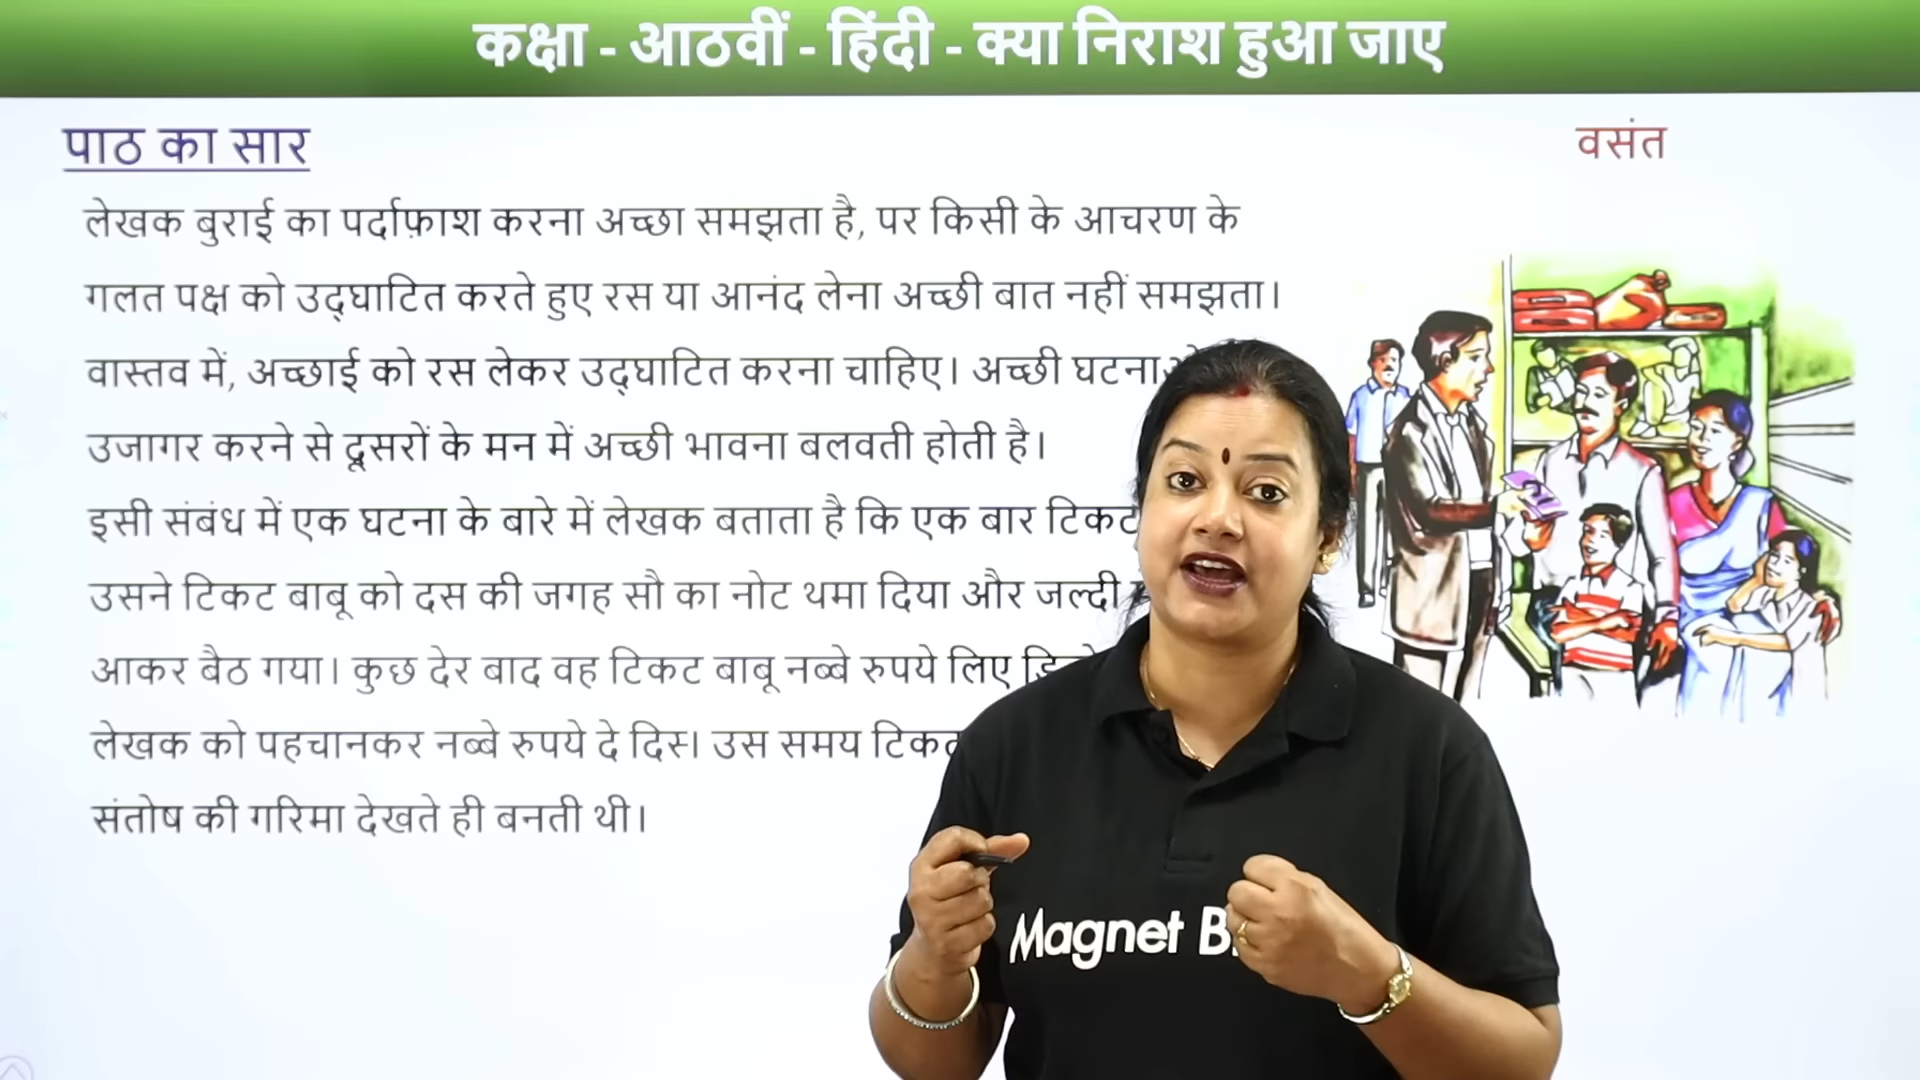 कक्षा - आठवीं - हिंदी - क्या निराश हुआ जाए
पाठ का सार
वसंत
लेखक बुराई का पर्दाफ़ाश करना अच्छा समझता है, पर किसी के आचरण के
गलत पक्ष को उद्घाटित करते हुए रस या आनंद लेना अच्छी बात नहीं समझता।
वास्तव में, अच्छाई को रस लेकर उद्घाटित करना चाहिए। अच्छी
उजागर करने से दूसरों के मन में अच्छी भावना बलवती होती है।
इसी संबंध में एक घटना के बारे में लेखक बताता है कि एक बार टिकट
उसने टिकट बाबू को दस की जगह सौ का नोट थमा दिया और जल्दी
आकर बैठ गया। कुछ देर बाद वह टिकट बाबू नब्बे रुपये लिए
लेखक को पहचानकर नब्बे रुपये दे दिए। उस समय
संतोष की गरिमा देखते ही बनती थी।
Magnet